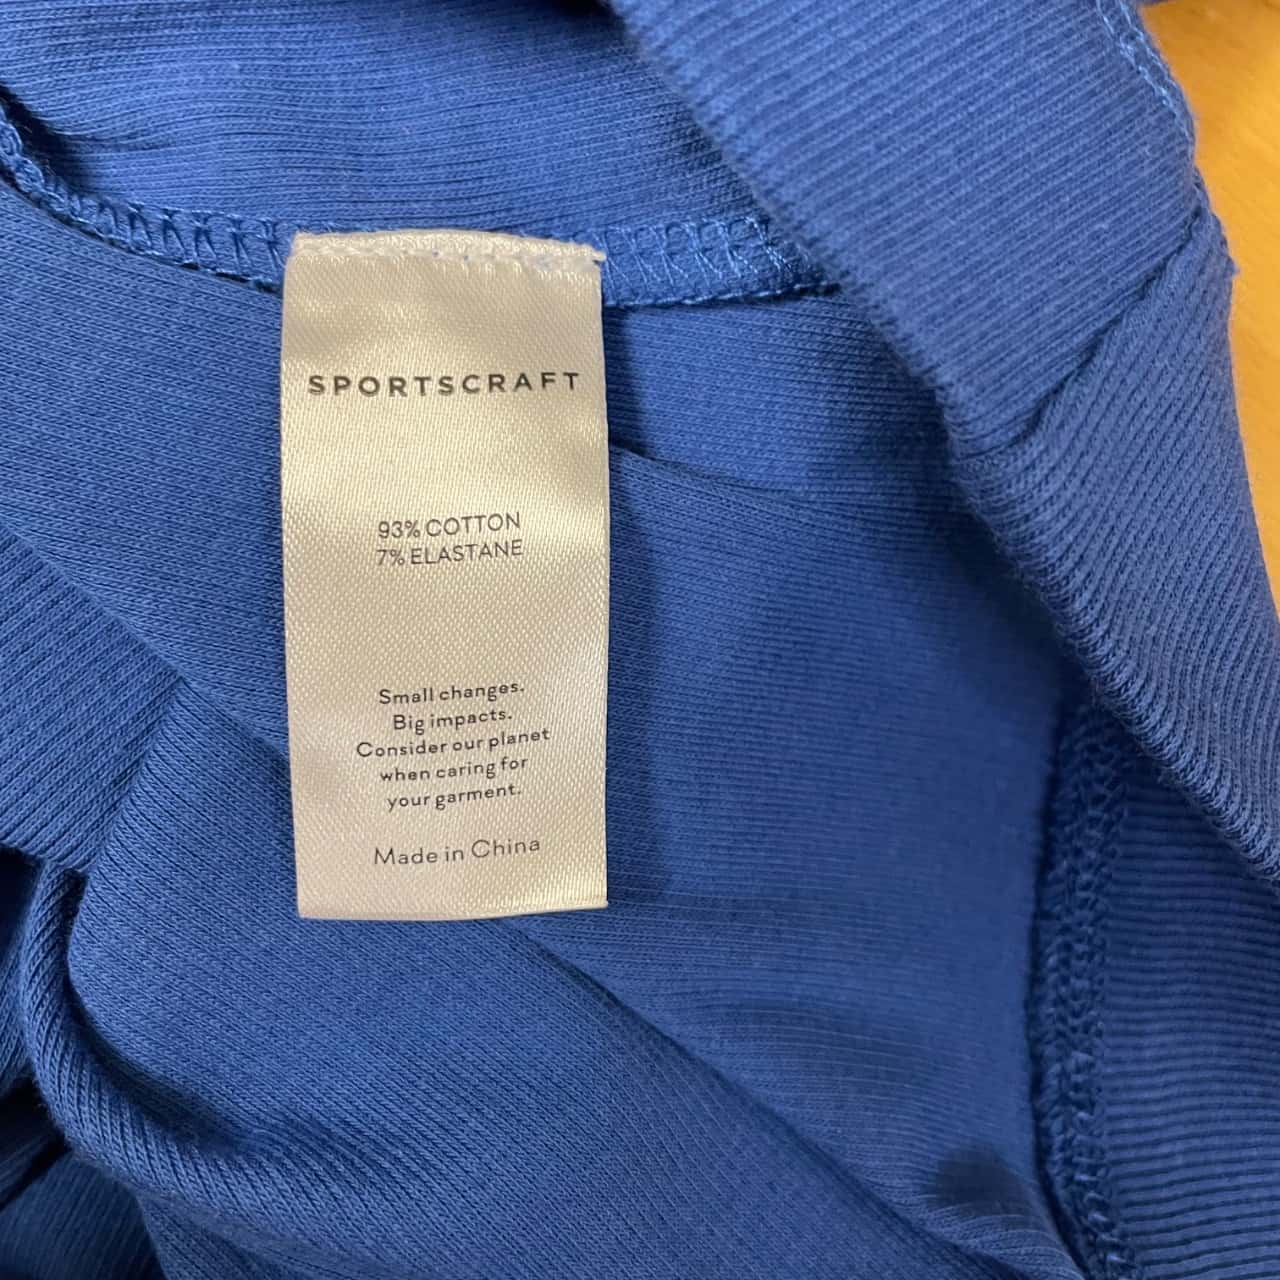 SPORTSCRAFT
93% COTTON
7% ELASTANE
Small changes.
Big impacts.
Consider our planet
when caring for
your garment.
Made in China